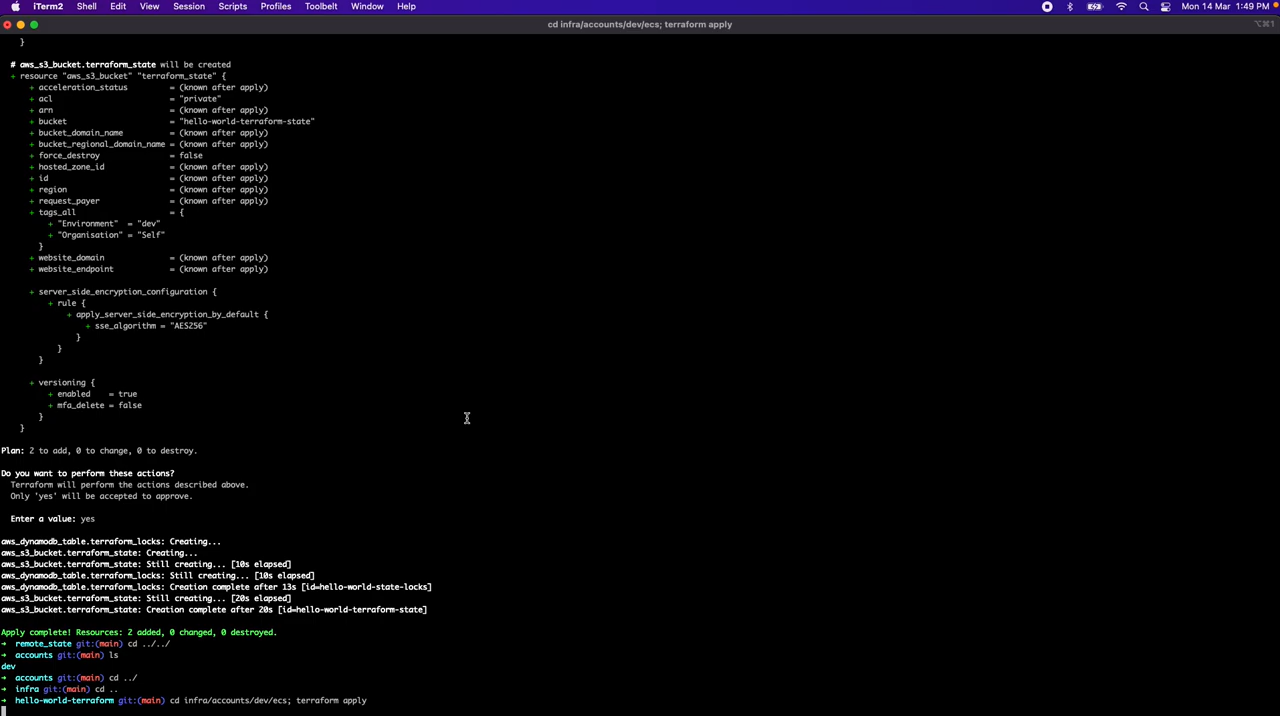 iTerm2 Shell Edit View Session Scripts Profiles Toolbelt Window Help Mon 14 Mar 1:49 PM
cd infra/accounts/dev/ecs; terraform apply ⌥⌘1
}
# aws_s3_bucket.terraform_state will be created
+ resource "aws_s3_bucket" "terraform_state" {
+ acceleration_status = (known after apply)
+ acl = "private"
+ arn = (known after apply)
+ bucket = "hello-world-terraform-state"
+ bucket_domain_name = (known after apply)
+ bucket_regional_domain_name = (known after apply)
+ force_destroy = false
+ hosted_zone_id = (known after apply)
+ id = (known after apply)
+ region = (known after apply)
+ request_payer = (known after apply)
+ tags_all = {
+ "Environment" = "dev"
+ "Organisation" = "Self"
}
+ website_domain = (known after apply)
+ website_endpoint = (known after apply)
+ server_side_encryption_configuration {
+ rule {
+ apply_server_side_encryption_by_default {
+ sse_algorithm = "AES256"
}
}
}
+ versioning {
+ enabled = true
+ mfa_delete = false
}
}
Plan: 2 to add, 0 to change, 0 to destroy.
Do you want to perform these actions?
Terraform will perform the actions described above.
Only 'yes' will be accepted to approve.
Enter a value: yes
aws_dynamodb_table.terraform_locks: Creating...
aws_s3_bucket.terraform_state: Creating...
aws_s3_bucket.terraform_state: Still creating... [10s elapsed]
aws_dynamodb_table.terraform_locks: Still creating... [10s elapsed]
aws_dynamodb_table.terraform_locks: Creation complete after 13s [id=hello-world-state-locks]
aws_s3_bucket.terraform_state: Still creating... [20s elapsed]
aws_s3_bucket.terraform_state: Creation complete after 20s [id=hello-world-terraform-state]
Apply complete! Resources: 2 added, 0 changed, 0 destroyed.
→ remote_state git:(main) cd ../../
→ accounts git:(main) ls
dev
→ accounts git:(main) cd ../
→ infra git:(main) cd ..
→ hello-world-terraform git:(main) cd infra/accounts/dev/ecs; terraform apply